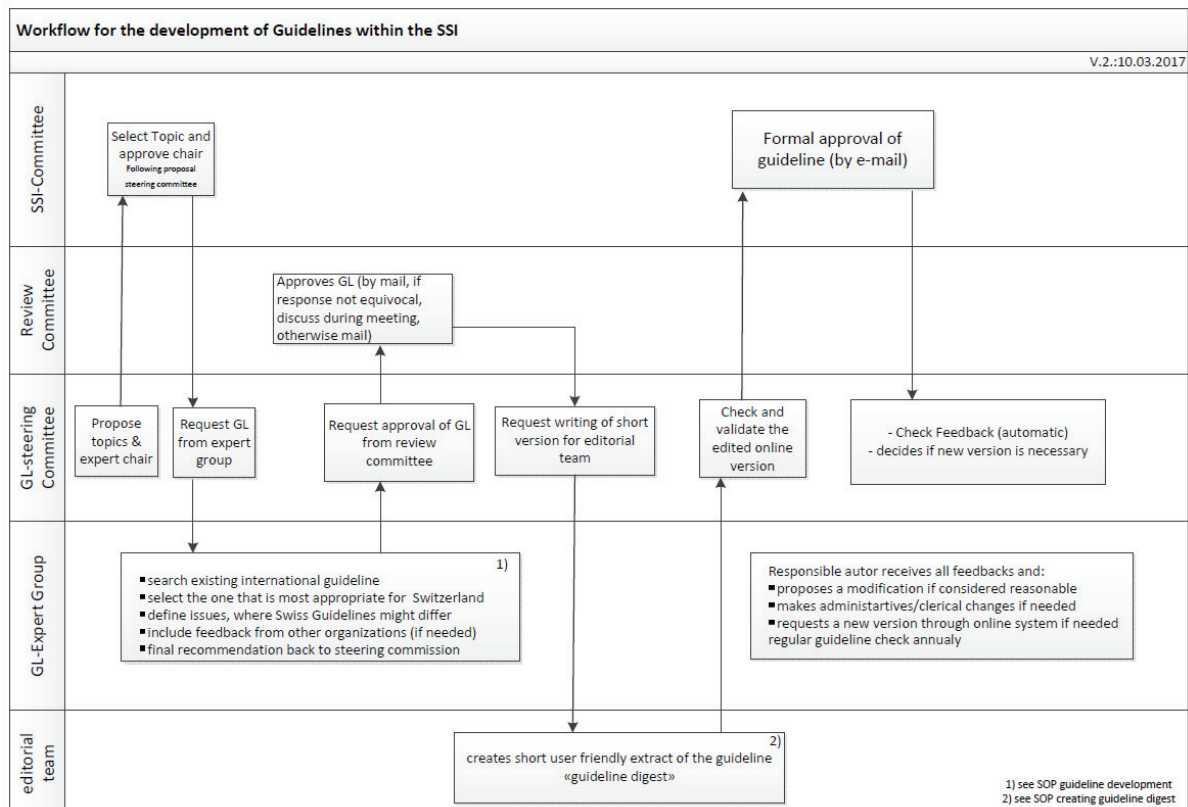 Workflow for the development of Guidelines within the SSI
V.2.:10.03.2017
SSI-Committee
Select Topic and
approve chair
Following proposal
steering committee
Formal approval of
guideline (by e-mail)
Review
Committee
Approves GL (by mail, if
response not equivocal,
discuss during meeting,
otherwise mail)
GL-steering
Committee
Propose
topics &
expert chair
Request GL
from expert
group
Request approval of GL
from review
committee
Request writing of short
version for editorial
team
Check and
validate the
edited online
version
- Check Feedback (automatic)
- decides if new version is necessary
GL-Expert Group
1)
▪ search existing international guideline
▪ select the one that is most appropriate for Switzerland
▪ define issues, where Swiss Guidelines might differ
▪ include feedback from other organizations (if needed)
▪ final recommendation back to steering commission
Responsible autor receives all feedbacks and:
▪ proposes a modification if considered reasonable
▪ makes administartives/clerical changes if needed
▪ requests a new version through online system if needed
regular guideline check annualy
editorial
team
2)
creates short user friendly extract of the guideline
«guideline digest»
1) see SOP guideline development
2) see SOP creating guideline digest